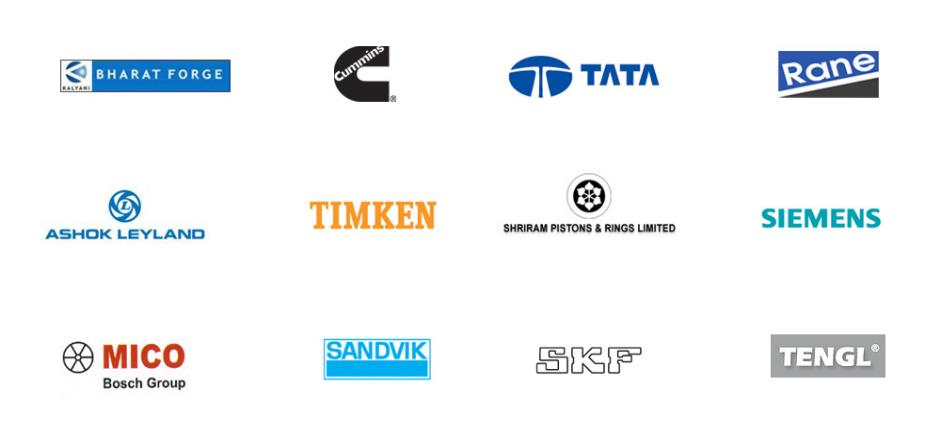 KALYANI
BHARAT FORGE
Cummins
®
TATA
Rane
L
ASHOK LEYLAND
TIMKEN
SHRIRAM PISTONS & RINGS LIMITED
SIEMENS
MICO
Bosch Group
SANDVIK
SKF
TENGL®